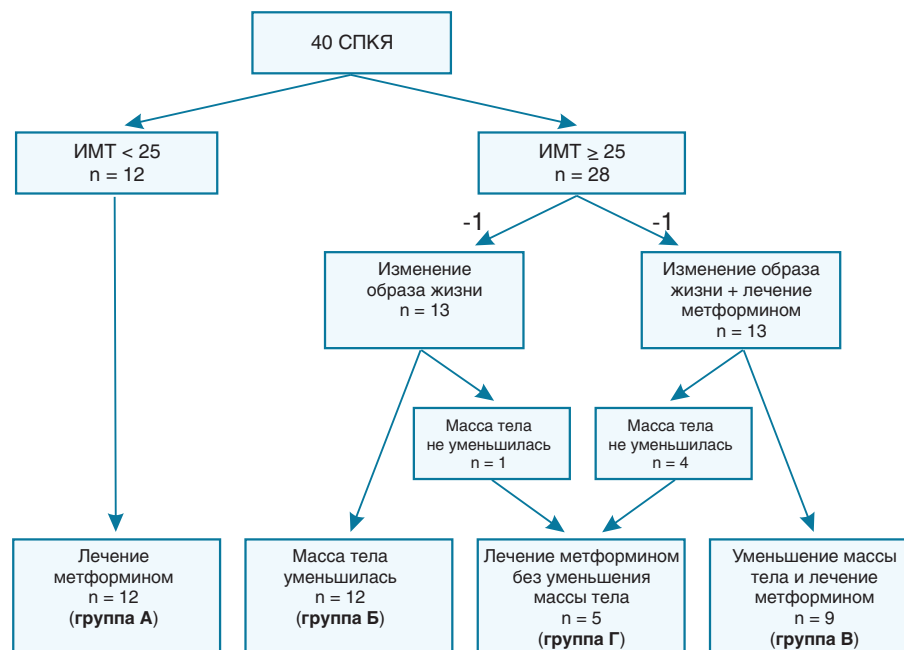 40 СПКЯ
ИМТ < 25
n = 12
ИМТ ≥ 25
n = 28
-1
-1
Изменение
образа жизни
n = 13
Изменение образа
жизни + лечение
метформином
n = 13
Масса тела
не уменьшилась
n = 1
Масса тела
не уменьшилась
n = 4
Лечение
метформином
n = 12
(группа А)
Масса тела
уменьшилась
n = 12
(группа Б)
Лечение метформином
без уменьшения
массы тела
n = 5
(группа Г)
Уменьшение массы
тела и лечение
метформином
n = 9
(группа В)